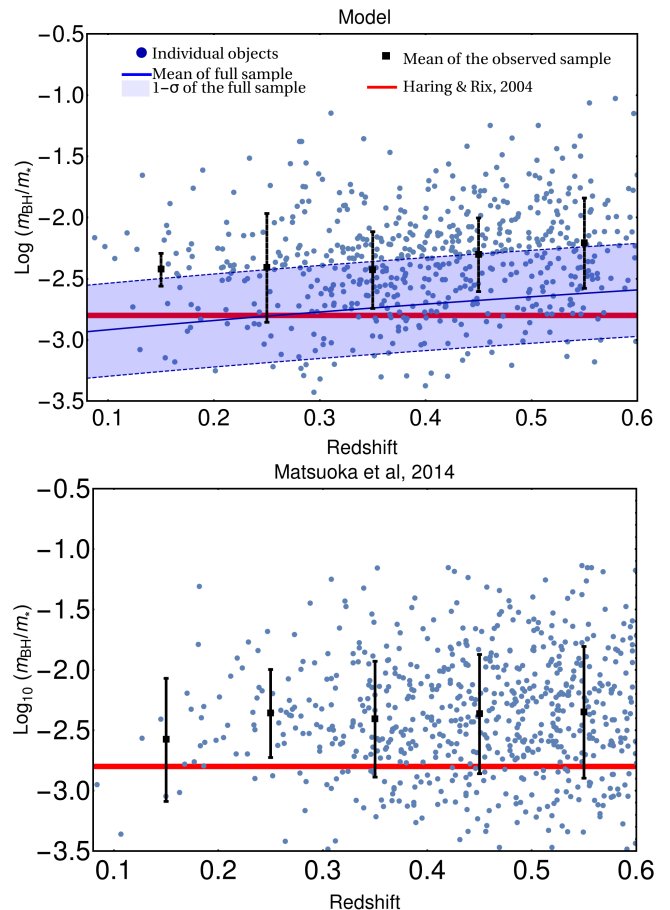 Model
Individual objects
Mean of full sample
1−σ of the full sample
Mean of the observed sample
Haring & Rix, 2004
Log (m_BH/m_*)
−0.5
−1.0
−1.5
−2.0
−2.5
−3.0
−3.5
0.1 0.2 0.3 0.4 0.5 0.6
Redshift
Matsuoka et al, 2014
Log₁₀ (m_BH/m_*)
−0.5
−1.0
−1.5
−2.0
−2.5
−3.0
−3.5
0.1 0.2 0.3 0.4 0.5 0.6
Redshift